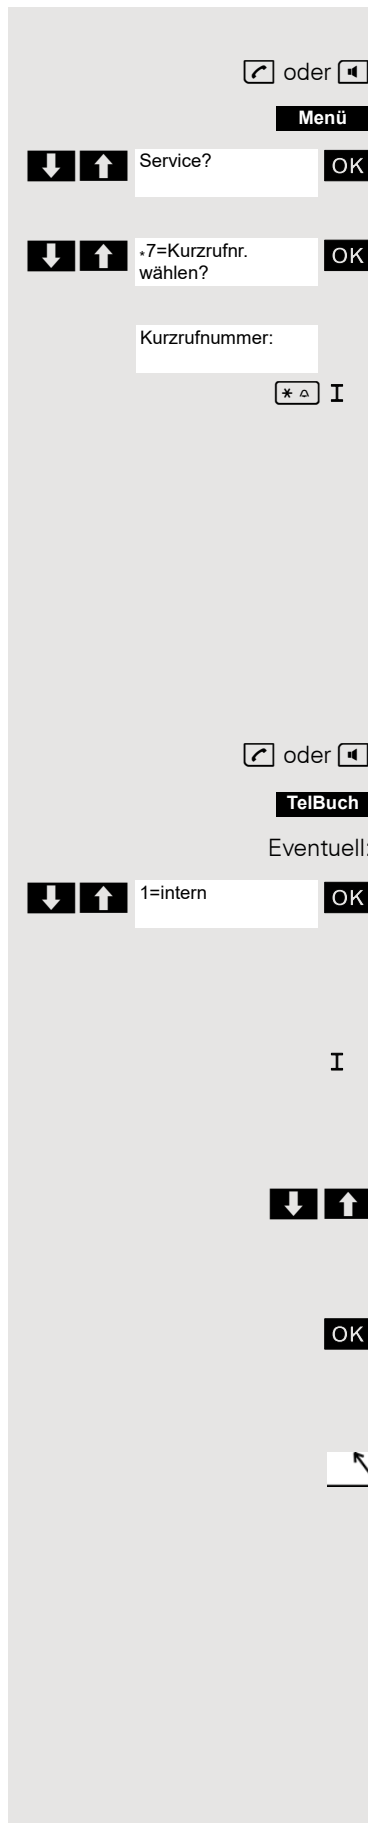 oder
Menü
Service? OK
*7=Kurzrufnr. OK
wählen?
Kurzrufnummer:
*
oder
TelBuch
Eventuell:
1=intern OK
OK